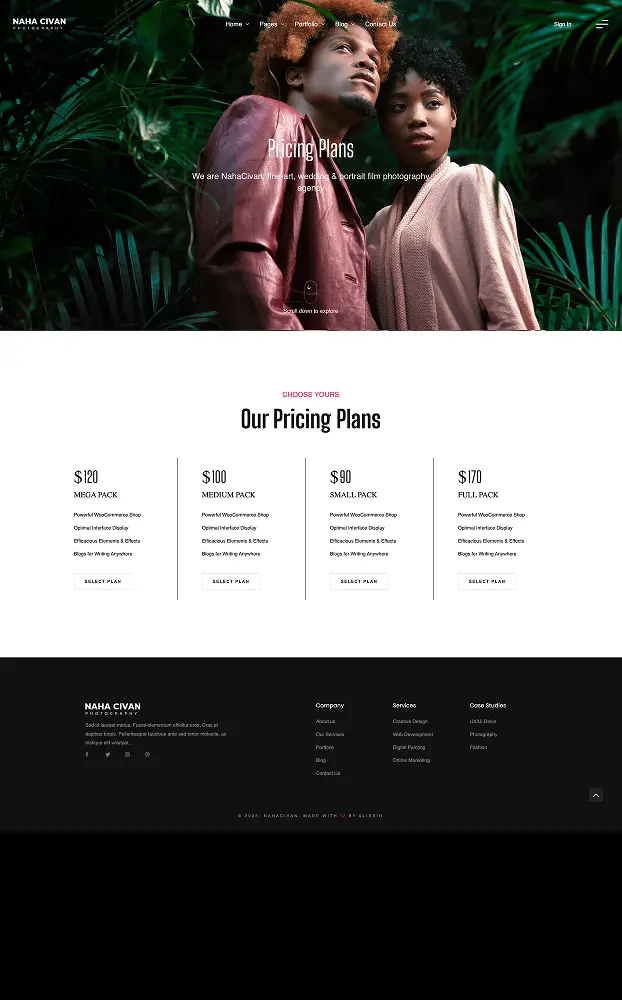 NAHA CIVAN
PHOTOGRAPHY
Home Pages Portfolio Blog Contact Us
Sign In
Pricing Plans
We are NahaCivan, fine-art, wedding & portrait film photography
agency
Scroll down to explore
CHOOSE YOURS
Our Pricing Plans
$120
MEGA PACK
Powerful WooCommerce Shop
Optimal Interface Display
Efficacious Elements & Effects
Blogs for Writing Anywhere
SELECT PLAN
$100
MEDIUM PACK
Powerful WooCommerce Shop
Optimal Interface Display
Efficacious Elements & Effects
Blogs for Writing Anywhere
SELECT PLAN
$90
SMALL PACK
Powerful WooCommerce Shop
Optimal Interface Display
Efficacious Elements & Effects
Blogs for Writing Anywhere
SELECT PLAN
$170
FULL PACK
Powerful WooCommerce Shop
Optimal Interface Display
Efficacious Elements & Effects
Blogs for Writing Anywhere
SELECT PLAN
NAHA CIVAN
PHOTOGRAPHY
Sed id laoreet metus. Fusce elementum efficitur eros. Cras at
dapibus turpis. Pellentesque faucibus ante sed tortor molestie, ac
tristique elit volutpat.
Company
About us
Our Services
Portfolio
Blog
Contact Us
Services
Creative Design
Web Development
Digital Painting
Online Marketing
Case Studies
UX/UI Desin
Photography
Fashion
© 2025, NAHACIVAN. MADE WITH BY ALIXSIO